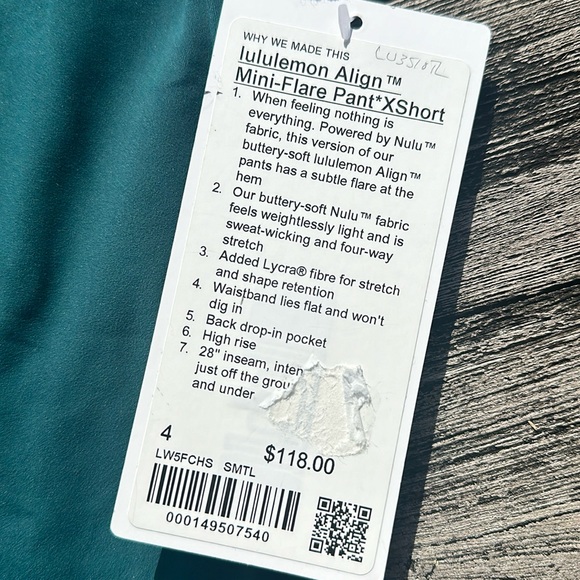 WHY WE MADE THIS
lululemon Align™
Mini-Flare Pant*XShort
1. When feeling nothing is
everything. Powered by Nulu™
fabric, this version of our
buttery-soft lululemon Align™
pants has a subtle flare at the
hem
2. Our buttery-soft Nulu™ fabric
feels weightlessly light and is
sweat-wicking and four-way
stretch
3. Added Lycra® fibre for stretch
and shape retention
4. Waistband lies flat and won't
dig in
5. Back drop-in pocket
6. High rise
7. 28" inseam,
just off the
and under
4
$118.00
LW5FCHS SMTL
000149507540